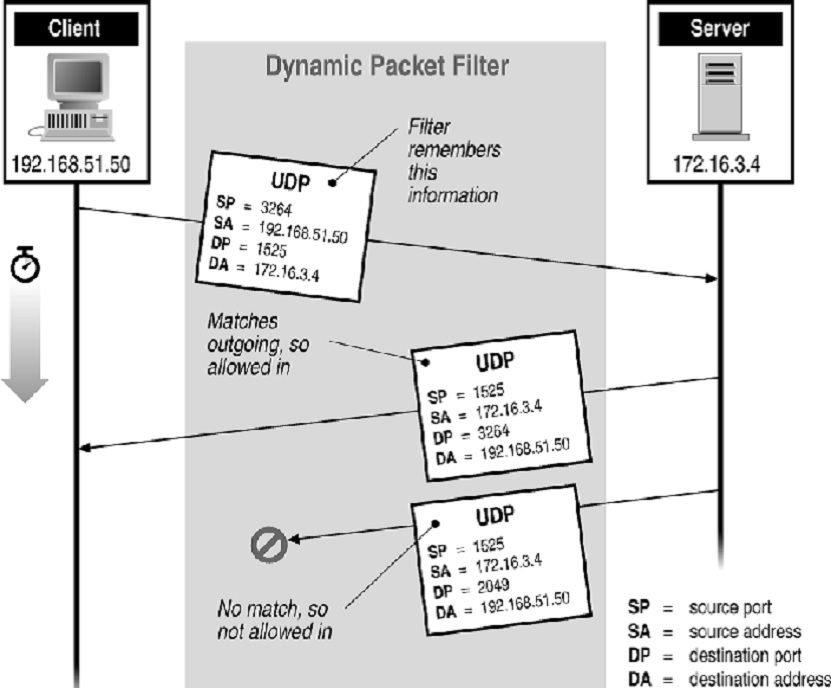 Client
192.168.51.50
Server
172.16.3.4
Dynamic Packet Filter
Filter
remembers
this
information
UDP
SP = 3264
SA = 192.168.51.50
DP = 1525
DA = 172.16.3.4
Matches
outgoing, so
allowed in
UDP
SP = 1525
SA = 172.16.3.4
DP = 3264
DA = 192.168.51.50
UDP
SP = 1525
SA = 172.16.3.4
DP = 2049
DA = 192.168.51.50
No match, so
not allowed in
SP = source port
SA = source address
DP = destination port
DA = destination address